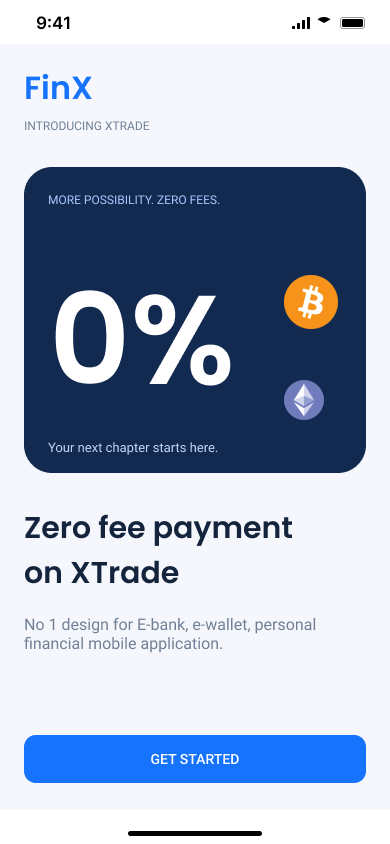 9:41
FinX
INTRODUCING XTRADE
MORE POSSIBILITY. ZERO FEES.
0%
Your next chapter starts here.
Zero fee payment
on XTrade
No 1 design for E-bank, e-wallet, personal
financial mobile application.
GET STARTED